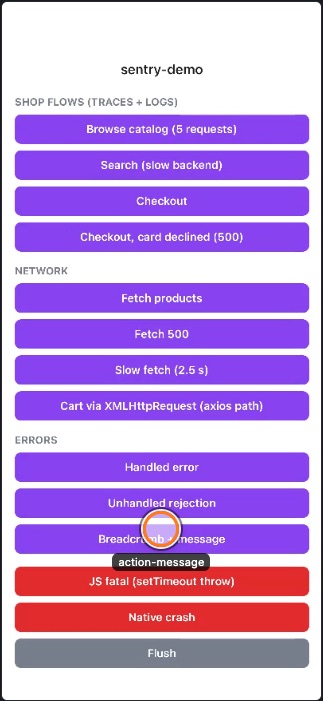 sentry-demo
SHOP FLOWS (TRACES + LOGS)
Browse catalog (5 requests)
Search (slow backend)
Checkout
Checkout, card declined (500)
NETWORK
Fetch products
Fetch 500
Slow fetch (2.5 s)
Cart via XMLHttpRequest (axios path)
ERRORS
Handled error
Unhandled rejection
Breadcrumb + message
action-message
JS fatal (setTimeout throw)
Native crash
Flush